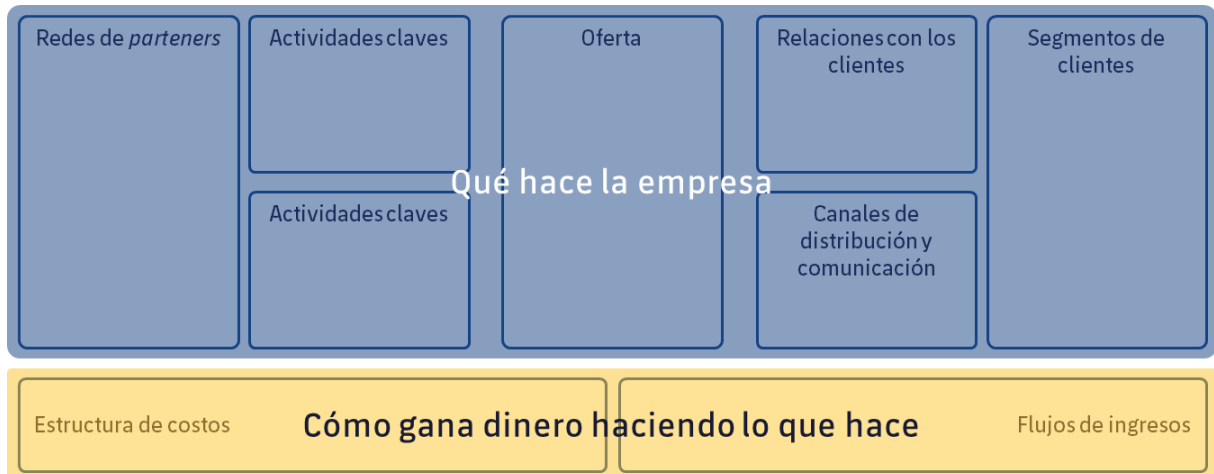 Redes de parteners
Actividades claves
Oferta
Relaciones con los
clientes
Segmentos de
clientes
Qué hace la empresa
Actividades claves
Canales de
distribución y
comunicación
Estructura de costos
Cómo gana dinero haciendo lo que hace
Flujos de ingresos